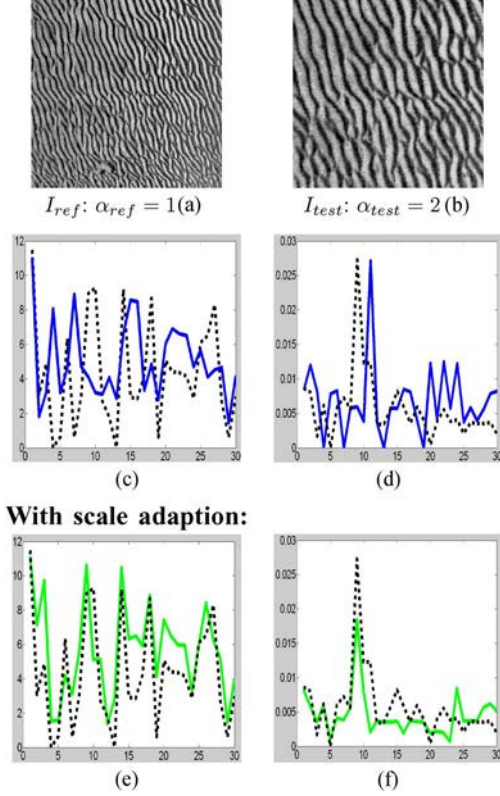 I_ref: α_ref = 1(a)
I_test: α_test = 2 (b)
12
10
8
6
4
2
0
0 5 10 15 20 25 30
(c)
0.03
0.025
0.02
0.015
0.01
0.005
0
0 5 10 15 20 25 30
(d)
With scale adaption:
12
10
8
6
4
2
0
0 5 10 15 20 25 30
(e)
0.03
0.025
0.02
0.015
0.01
0.005
0
0 5 10 15 20 25 30
(f)